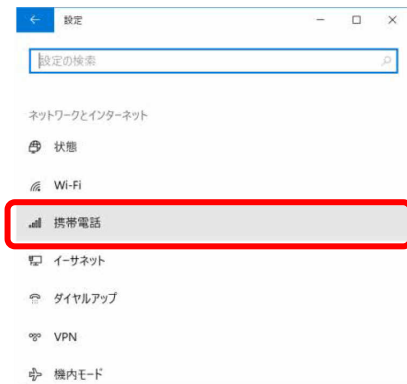 設定
設定の検索
ネットワークとインターネット
状態
Wi-Fi
携帯電話
イーサネット
ダイヤルアップ
VPN
機内モード